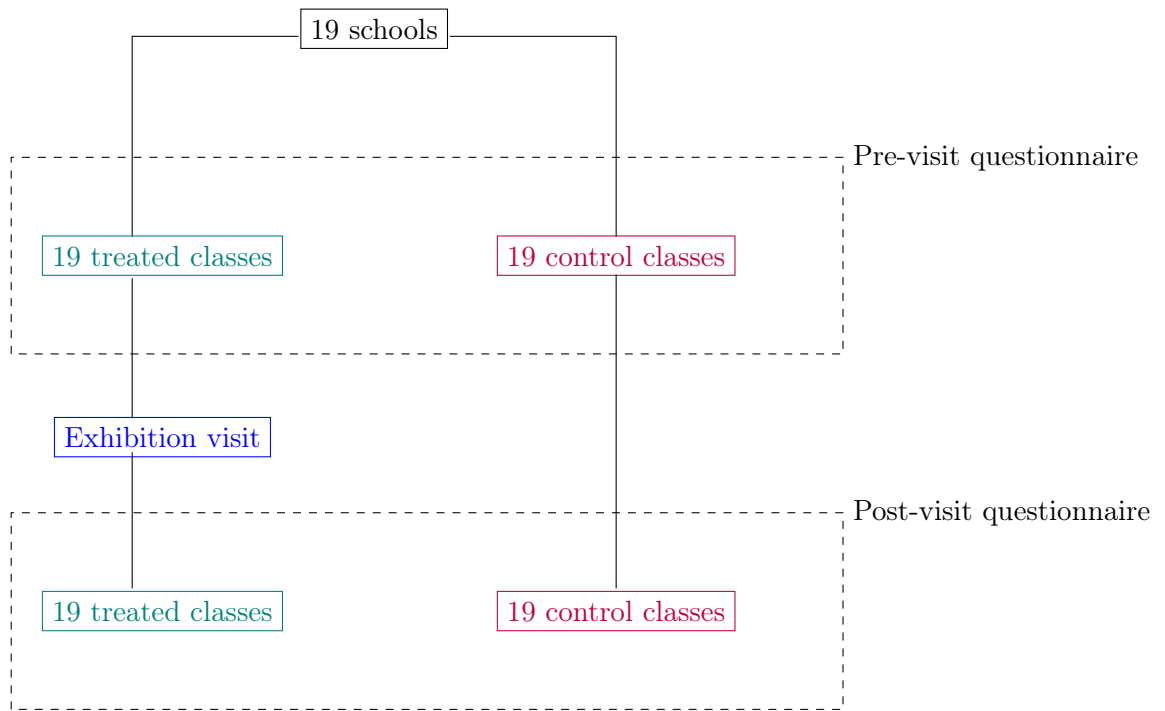 19 schools
Pre-visit questionnaire
19 treated classes
19 control classes
Exhibition visit
Post-visit questionnaire
19 treated classes
19 control classes